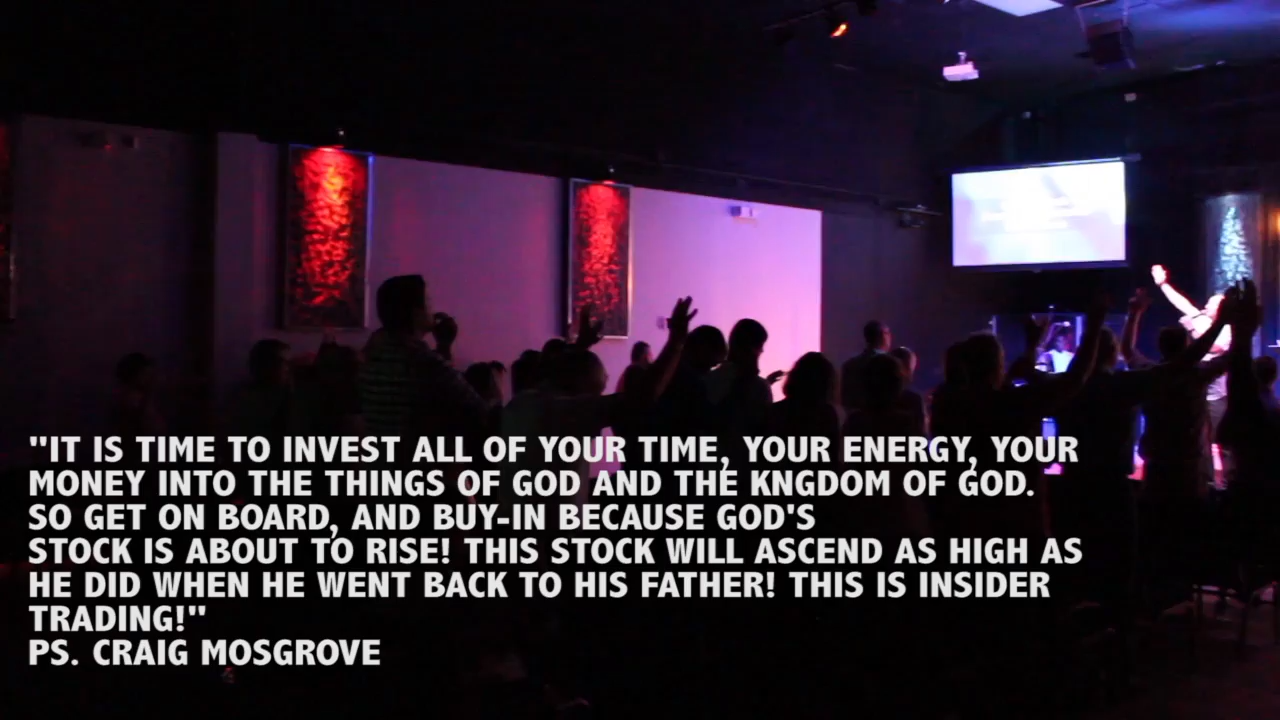 "IT IS TIME TO INVEST ALL OF YOUR TIME, YOUR ENERGY, YOUR
MONEY INTO THE THINGS OF GOD AND THE KNGDOM OF GOD.
SO GET ON BOARD, AND BUY-IN BECAUSE GOD'S
STOCK IS ABOUT TO RISE! THIS STOCK WILL ASCEND AS HIGH AS
HE DID WHEN HE WENT BACK TO HIS FATHER! THIS IS INSIDER
TRADING!"
PS. CRAIG MOSGROVE